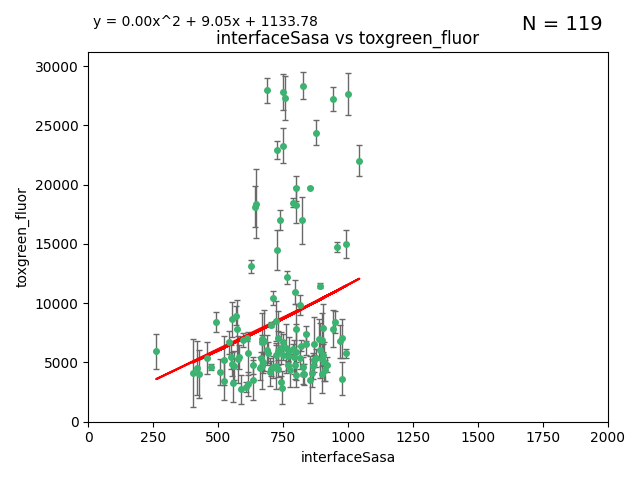 y = 0.00x^2 + 9.05x + 1133.78
N = 119
interfaceSasa vs toxgreen_fluor
30000
25000
20000
15000
10000
5000
0
toxgreen_fluor
0 250 500 750 1000 1250 1500 1750 2000
interfaceSasa